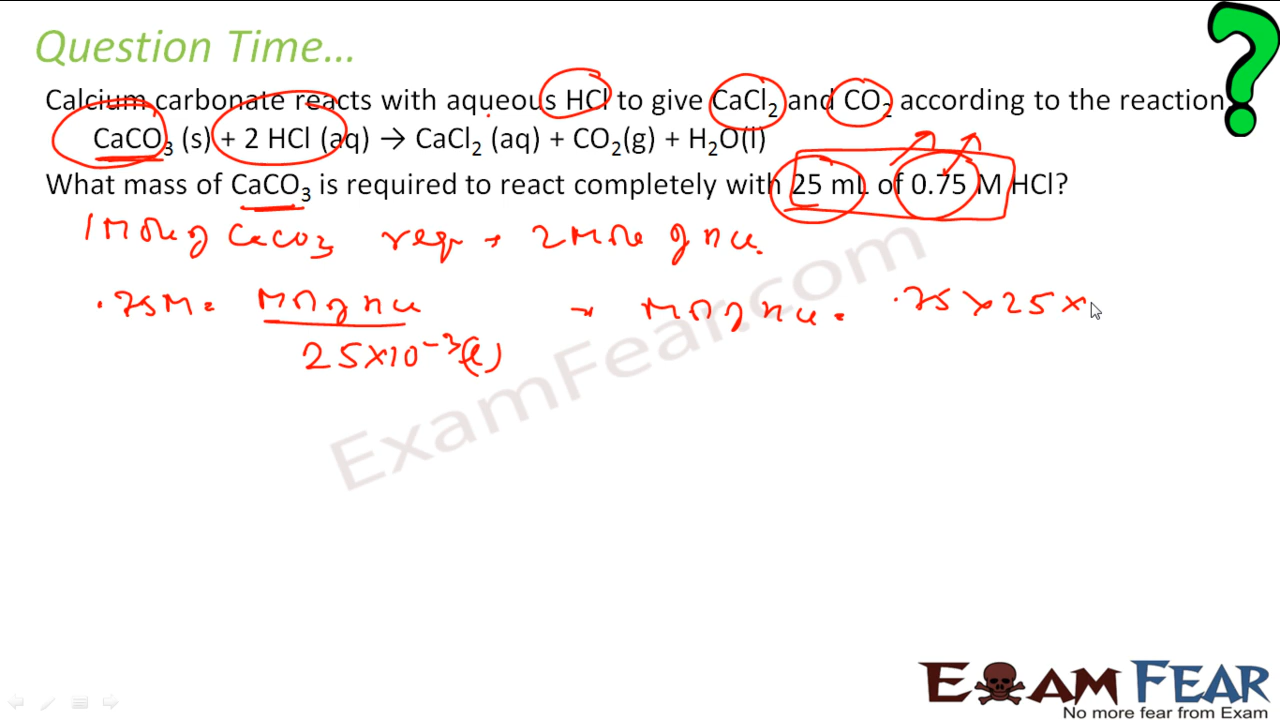 Question Time…
Calcium carbonate reacts with aqueous HCl to give CaCl₂ and CO₂ according to the reaction,
CaCO₃ (s) + 2 HCl (aq) → CaCl₂ (aq) + CO₂(g) + H₂O(l)
What mass of CaCO₃ is required to react completely with 25 mL of 0.75 M HCl?
1 Mole of CaCO3 req → 2 Mole of HCl.
.75M = Mol of HCl → Mol of HCl = .75 × 25 ×
25×10⁻³(l)
ExamFear.com
EXAM FEAR
No more fear from Exam